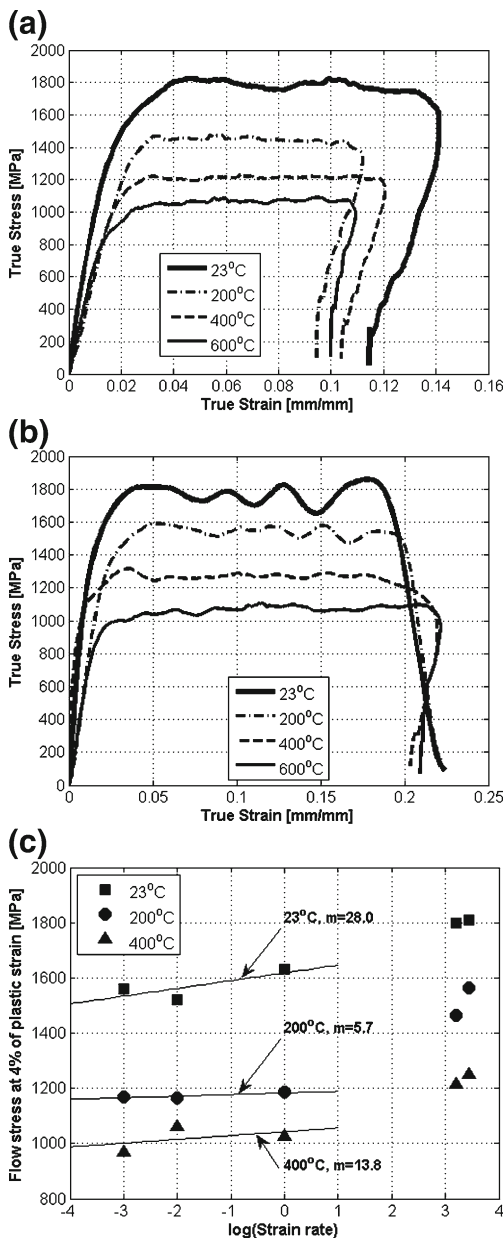 (a)
2000
1800
1600
1400
1200
1000
800
600
400
200
0
True Stress [MPa]
23°C
200°C
400°C
600°C
0 0.02 0.04 0.06 0.08 0.1 0.12 0.14 0.16
True Strain [mm/mm]
(b)
2000
1800
1600
1400
1200
1000
800
600
400
200
0
True Stress [MPa]
23°C
200°C
400°C
600°C
0 0.05 0.1 0.15 0.2 0.25
True Strain [mm/mm]
(c)
2000
1800
1600
1400
1200
1000
800
Flow stress at 4% of plastic strain [MPa]
23°C
200°C
400°C
23°C, m=28.0
200°C, m=5.7
400°C, m=13.8
-4 -3 -2 -1 0 1 2 3 4
log(Strain rate)